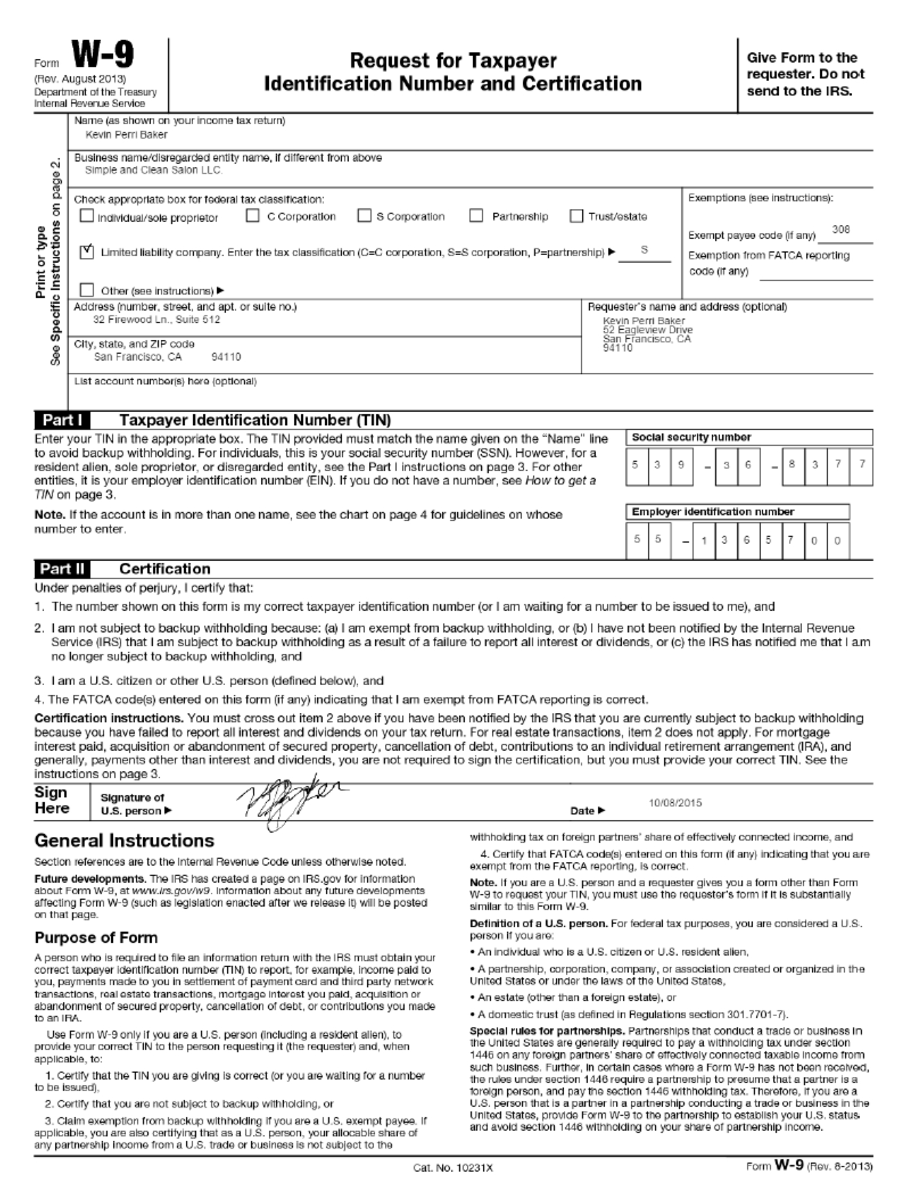 Form W-9
(Rev. August 2013)
Department of the Treasury
Internal Revenue Service
Request for Taxpayer
Identification Number and Certification
Give Form to the
requester. Do not
send to the IRS.
Print or type
See Specific Instructions on page 2.
Name (as shown on your income tax return)
Kevin Perri Baker
Business name/disregarded entity name, if different from above
Simple and Clean Salon LLC.
Check appropriate box for federal tax classification:
Individual/sole proprietor C Corporation S Corporation Partnership Trust/estate
Limited liability company. Enter the tax classification (C=C corporation, S=S corporation, P=partnership) ▶ S
Other (see instructions) ▶
Exemptions (see instructions):
Exempt payee code (if any) 308
Exemption from FATCA reporting
code (if any)
Address (number, street, and apt. or suite no.)
32 Firewood Ln., Suite 512
City, state, and ZIP code
San Francisco, CA 94110
Requester's name and address (optional)
Kevin Perri Baker
52 Eagleview Drive
San Francisco, CA
94110
List account number(s) here (optional)
Part I Taxpayer Identification Number (TIN)
Enter your TIN in the appropriate box. The TIN provided must match the name given on the "Name" line
to avoid backup withholding. For individuals, this is your social security number (SSN). However, for a
resident alien, sole proprietor, or disregarded entity, see the Part I instructions on page 3. For other
entities, it is your employer identification number (EIN). If you do not have a number, see How to get a
TIN on page 3.
Note. If the account is in more than one name, see the chart on page 4 for guidelines on whose
number to enter.
Social security number
5 3 9 – 3 6 – 8 3 7 7
Employer identification number
5 5 – 1 3 6 5 7 0 0
Part II Certification
Under penalties of perjury, I certify that:
1. The number shown on this form is my correct taxpayer identification number (or I am waiting for a number to be issued to me), and
2. I am not subject to backup withholding because: (a) I am exempt from backup withholding, or (b) I have not been notified by the Internal Revenue
Service (IRS) that I am subject to backup withholding as a result of a failure to report all interest or dividends, or (c) the IRS has notified me that I am
no longer subject to backup withholding, and
3. I am a U.S. citizen or other U.S. person (defined below), and
4. The FATCA code(s) entered on this form (if any) indicating that I am exempt from FATCA reporting is correct.
Certification instructions. You must cross out item 2 above if you have been notified by the IRS that you are currently subject to backup withholding
because you have failed to report all interest and dividends on your tax return. For real estate transactions, item 2 does not apply. For mortgage
interest paid, acquisition or abandonment of secured property, cancellation of debt, contributions to an individual retirement arrangement (IRA), and
generally, payments other than interest and dividends, you are not required to sign the certification, but you must provide your correct TIN. See the
instructions on page 3.
Sign
Here
Signature of
U.S. person ▶
Date ▶ 10/08/2015
General Instructions
Section references are to the Internal Revenue Code unless otherwise noted.
Future developments. The IRS has created a page on IRS.gov for information
about Form W-9, at www.irs.gov/w9. Information about any future developments
affecting Form W-9 (such as legislation enacted after we release it) will be posted
on that page.
Purpose of Form
A person who is required to file an information return with the IRS must obtain your
correct taxpayer identification number (TIN) to report, for example, income paid to
you, payments made to you in settlement of payment card and third party network
transactions, real estate transactions, mortgage interest you paid, acquisition or
abandonment of secured property, cancellation of debt, or contributions you made
to an IRA.
Use Form W-9 only if you are a U.S. person (including a resident alien), to
provide your correct TIN to the person requesting it (the requester) and, when
applicable, to:
1. Certify that the TIN you are giving is correct (or you are waiting for a number
to be issued),
2. Certify that you are not subject to backup withholding, or
3. Claim exemption from backup withholding if you are a U.S. exempt payee. If
applicable, you are also certifying that as a U.S. person, your allocable share of
any partnership income from a U.S. trade or business is not subject to the
withholding tax on foreign partners' share of effectively connected income, and
4. Certify that FATCA code(s) entered on this form (if any) indicating that you are
exempt from the FATCA reporting, is correct.
Note. If you are a U.S. person and a requester gives you a form other than Form
W-9 to request your TIN, you must use the requester's form if it is substantially
similar to this Form W-9.
Definition of a U.S. person. For federal tax purposes, you are considered a U.S.
person if you are:
• An individual who is a U.S. citizen or U.S. resident alien,
• A partnership, corporation, company, or association created or organized in the
United States or under the laws of the United States,
• An estate (other than a foreign estate), or
• A domestic trust (as defined in Regulations section 301.7701-7).
Special rules for partnerships. Partnerships that conduct a trade or business in
the United States are generally required to pay a withholding tax under section
1446 on any foreign partners' share of effectively connected taxable income from
such business. Further, in certain cases where a Form W-9 has not been received,
the rules under section 1446 require a partnership to presume that a partner is a
foreign person, and pay the section 1446 withholding tax. Therefore, if you are a
U.S. person that is a partner in a partnership conducting a trade or business in the
United States, provide Form W-9 to the partnership to establish your U.S. status
and avoid section 1446 withholding on your share of partnership income.
Cat. No. 10231X
Form W-9 (Rev. 8-2013)